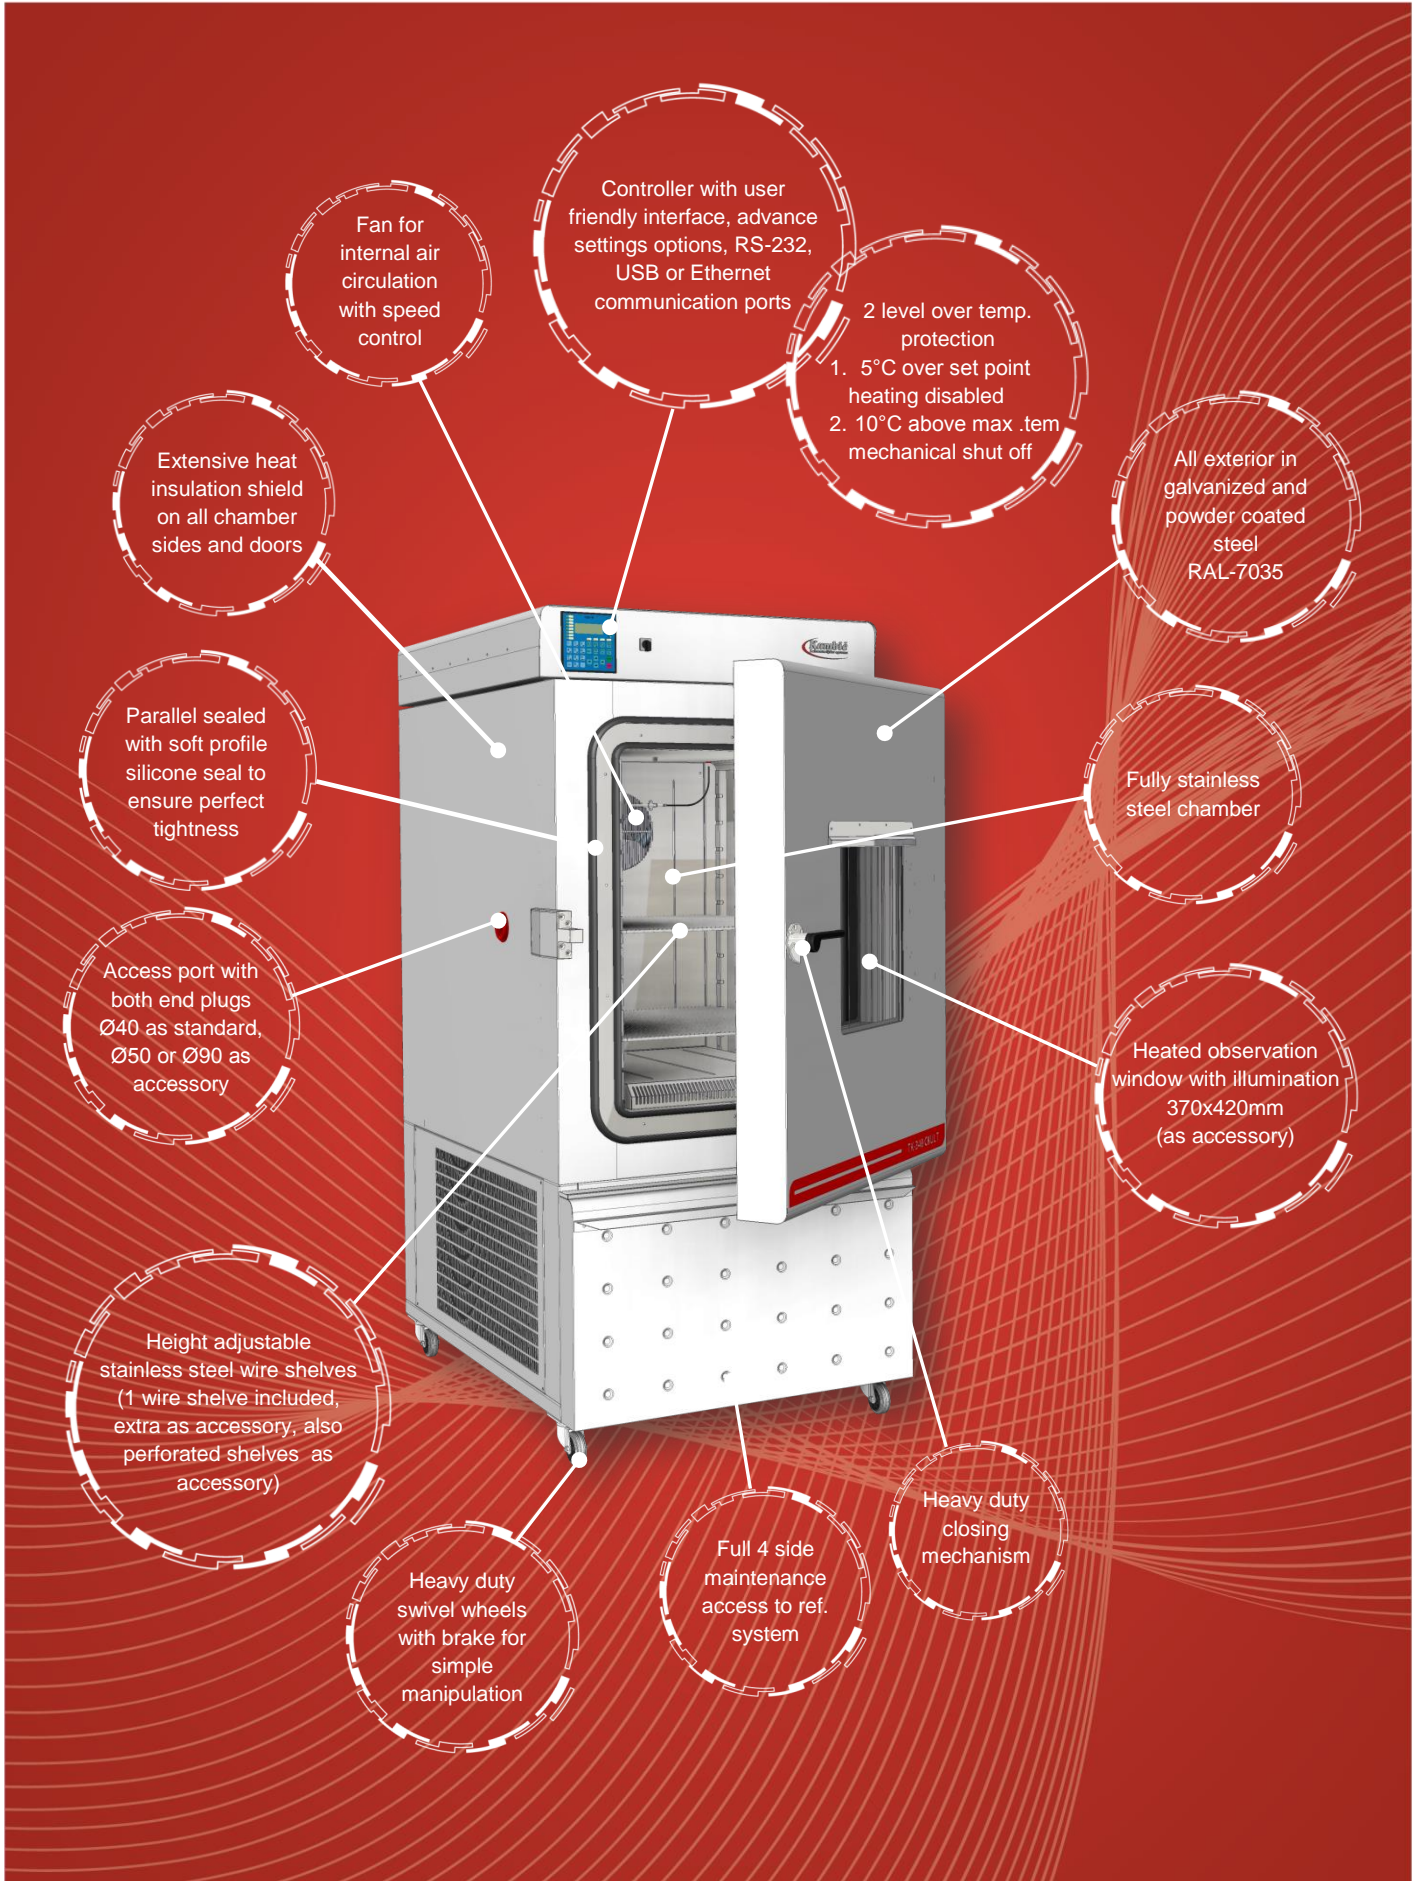 Controller with user
friendly interface, advance
settings options, RS-232,
USB or Ethernet
communication ports
Fan for
internal air
circulation
with speed
control
2 level over temp.
protection
1. 5°C over set point
heating disabled
2. 10°C above max .tem
mechanical shut off
Extensive heat
insulation shield
on all chamber
sides and doors
All exterior in
galvanized and
powder coated
steel
RAL-7035
Kambič
Parallel sealed
with soft profile
silicone seal to
ensure perfect
tightness
Fully stainless
steel chamber
Access port with
both end plugs
Ø40 as standard,
Ø50 or Ø90 as
accessory
Heated observation
window with illumination
370x420mm
(as accessory)
Height adjustable
stainless steel wire shelves
(1 wire shelve included,
extra as accessory, also
perforated shelves as
accessory)
Heavy duty
closing
mechanism
Full 4 side
maintenance
access to ref.
system
Heavy duty
swivel wheels
with brake for
simple
manipulation